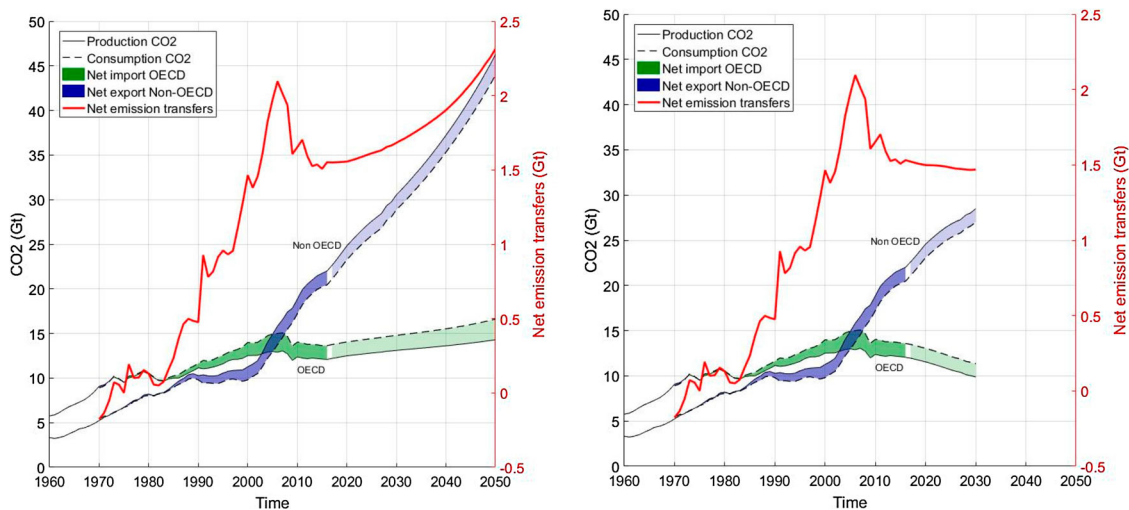 50
45
40
35
30
25
20
15
10
5
0
CO2 (Gt)
Production CO2
Consumption CO2
Net import OECD
Net export Non-OECD
Net emission transfers
Non OECD
OECD
2.5
2
1.5
1
0.5
0
-0.5
Net emission transfers (Gt)
1960 1970 1980 1990 2000 2010 2020 2030 2040 2050
Time
50
45
40
35
30
25
20
15
10
5
0
CO2 (Gt)
Production CO2
Consumption CO2
Net import OECD
Net export Non-OECD
Net emission transfers
Non OECD
OECD
2.5
2
1.5
1
0.5
0
-0.5
Net emission transfers (Gt)
1960 1970 1980 1990 2000 2010 2020 2030 2040 2050
Time